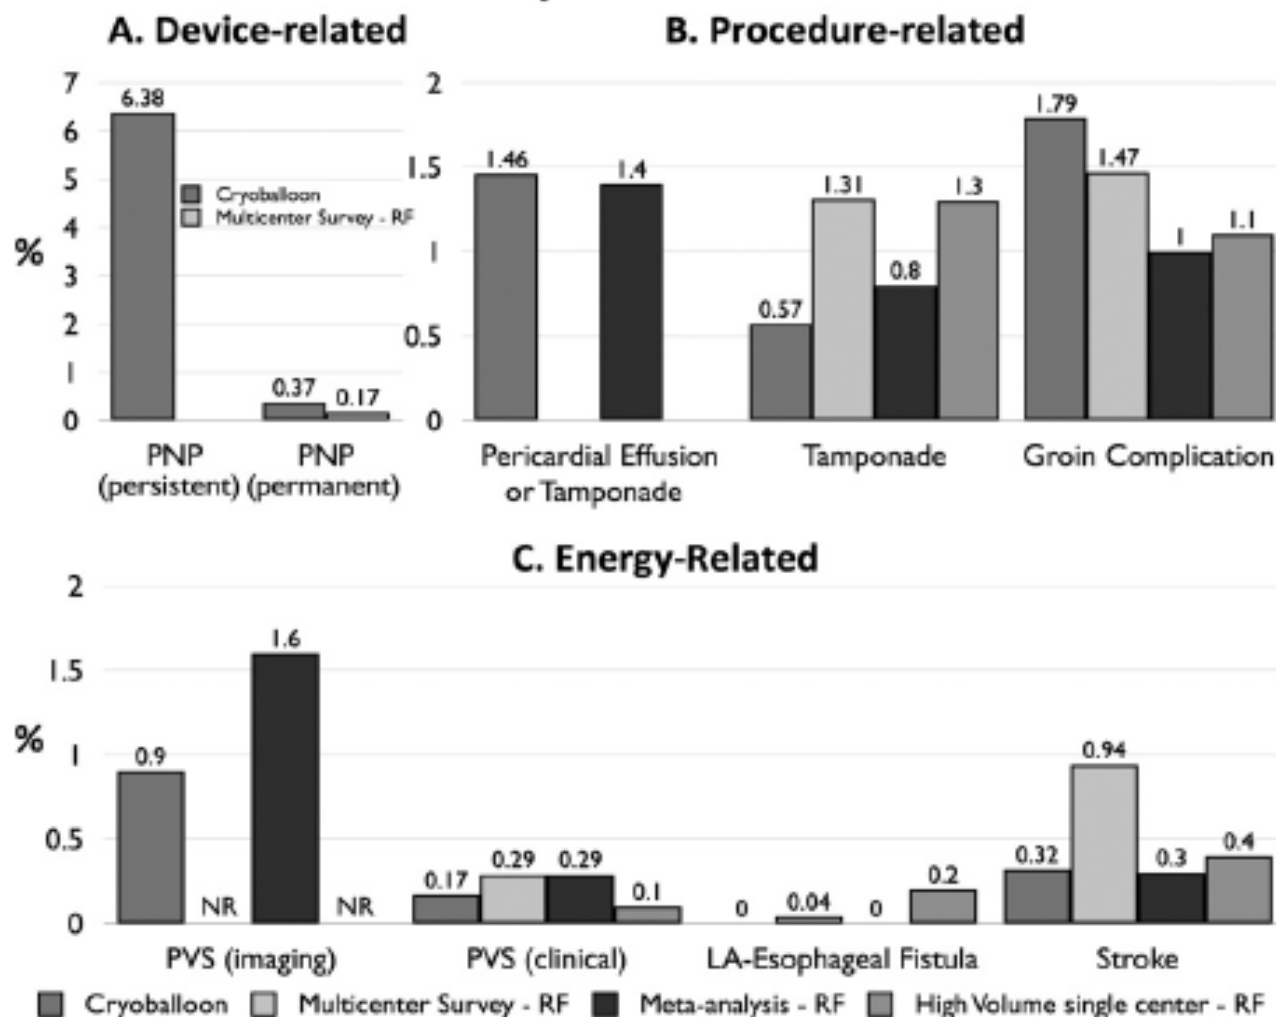 A. Device-related
7
6
5
4
3
2
1
0
%
6.38
0.37
0.17
Cryoballoon
Multicenter Survey - RF
PNP
(persistent)
PNP
(permanent)
B. Procedure-related
2
1.5
1
0.5
0
1.46
1.4
0.57
1.31
0.8
1.3
1.79
1.47
1
1.1
Pericardial Effusion
or Tamponade
Tamponade
Groin Complication
C. Energy-Related
2
1.5
1
0.5
0
%
0.9
NR
1.6
NR
0.17
0.29
0.29
0.1
0
0.04
0
0.2
0.32
0.94
0.3
0.4
PVS (imaging)
PVS (clinical)
LA-Esophageal Fistula
Stroke
Cryoballoon
Multicenter Survey - RF
Meta-analysis - RF
High Volume single center - RF